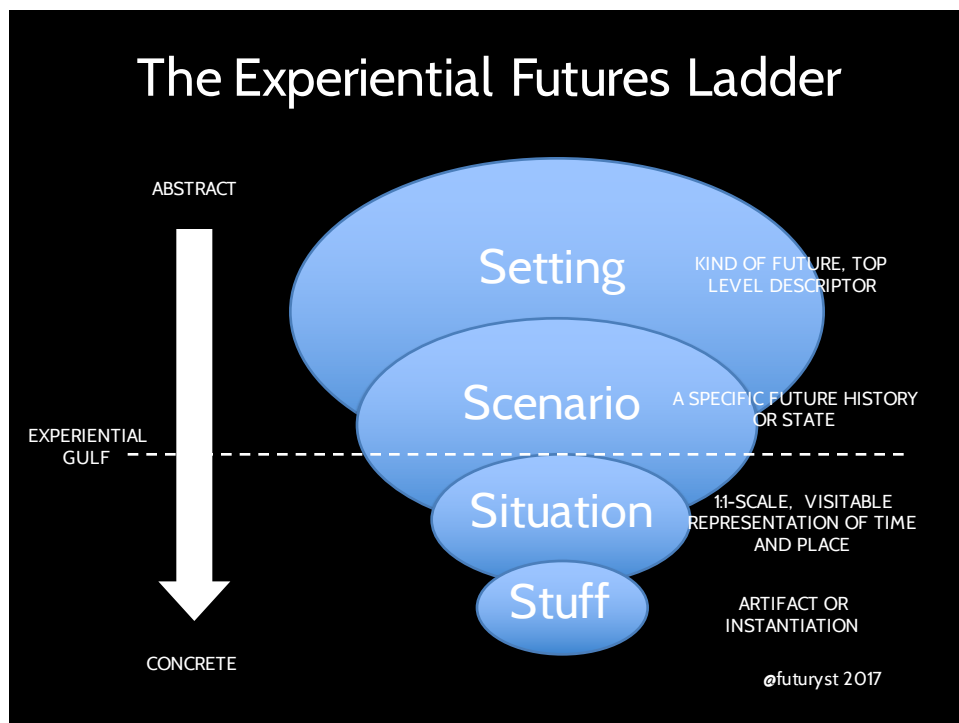 The Experiential Futures Ladder
ABSTRACT
Setting
KIND OF FUTURE, TOP
LEVEL DESCRIPTOR
Scenario
A SPECIFIC FUTURE HISTORY
OR STATE
EXPERIENTIAL
GULF
Situation
1:1-SCALE, VISITABLE
REPRESENTATION OF TIME
AND PLACE
Stuff
ARTIFACT OR
INSTANTIATION
CONCRETE
@futuryst 2017